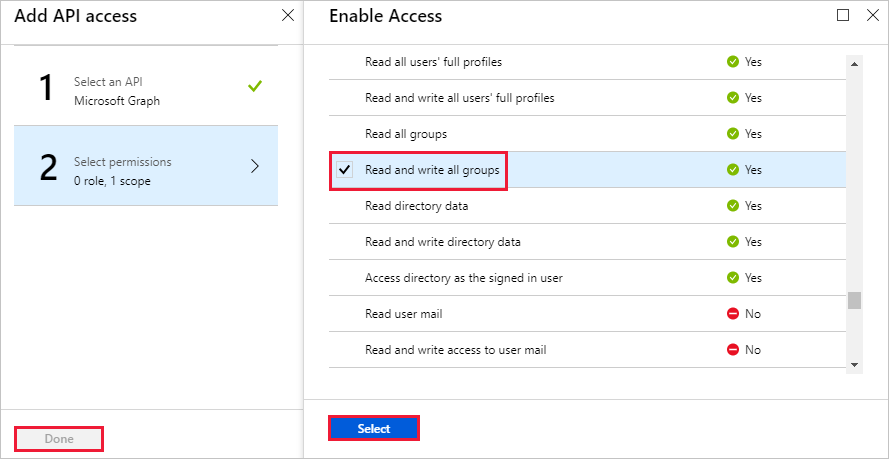 Add API access
1
Select an API
Microsoft Graph
2
Select permissions
0 role, 1 scope
Done
Enable Access
Read all users' full profiles Yes
Read and write all users' full profiles Yes
Read all groups Yes
Read and write all groups Yes
Read directory data Yes
Read and write directory data Yes
Access directory as the signed in user Yes
Read user mail No
Read and write access to user mail No
Select